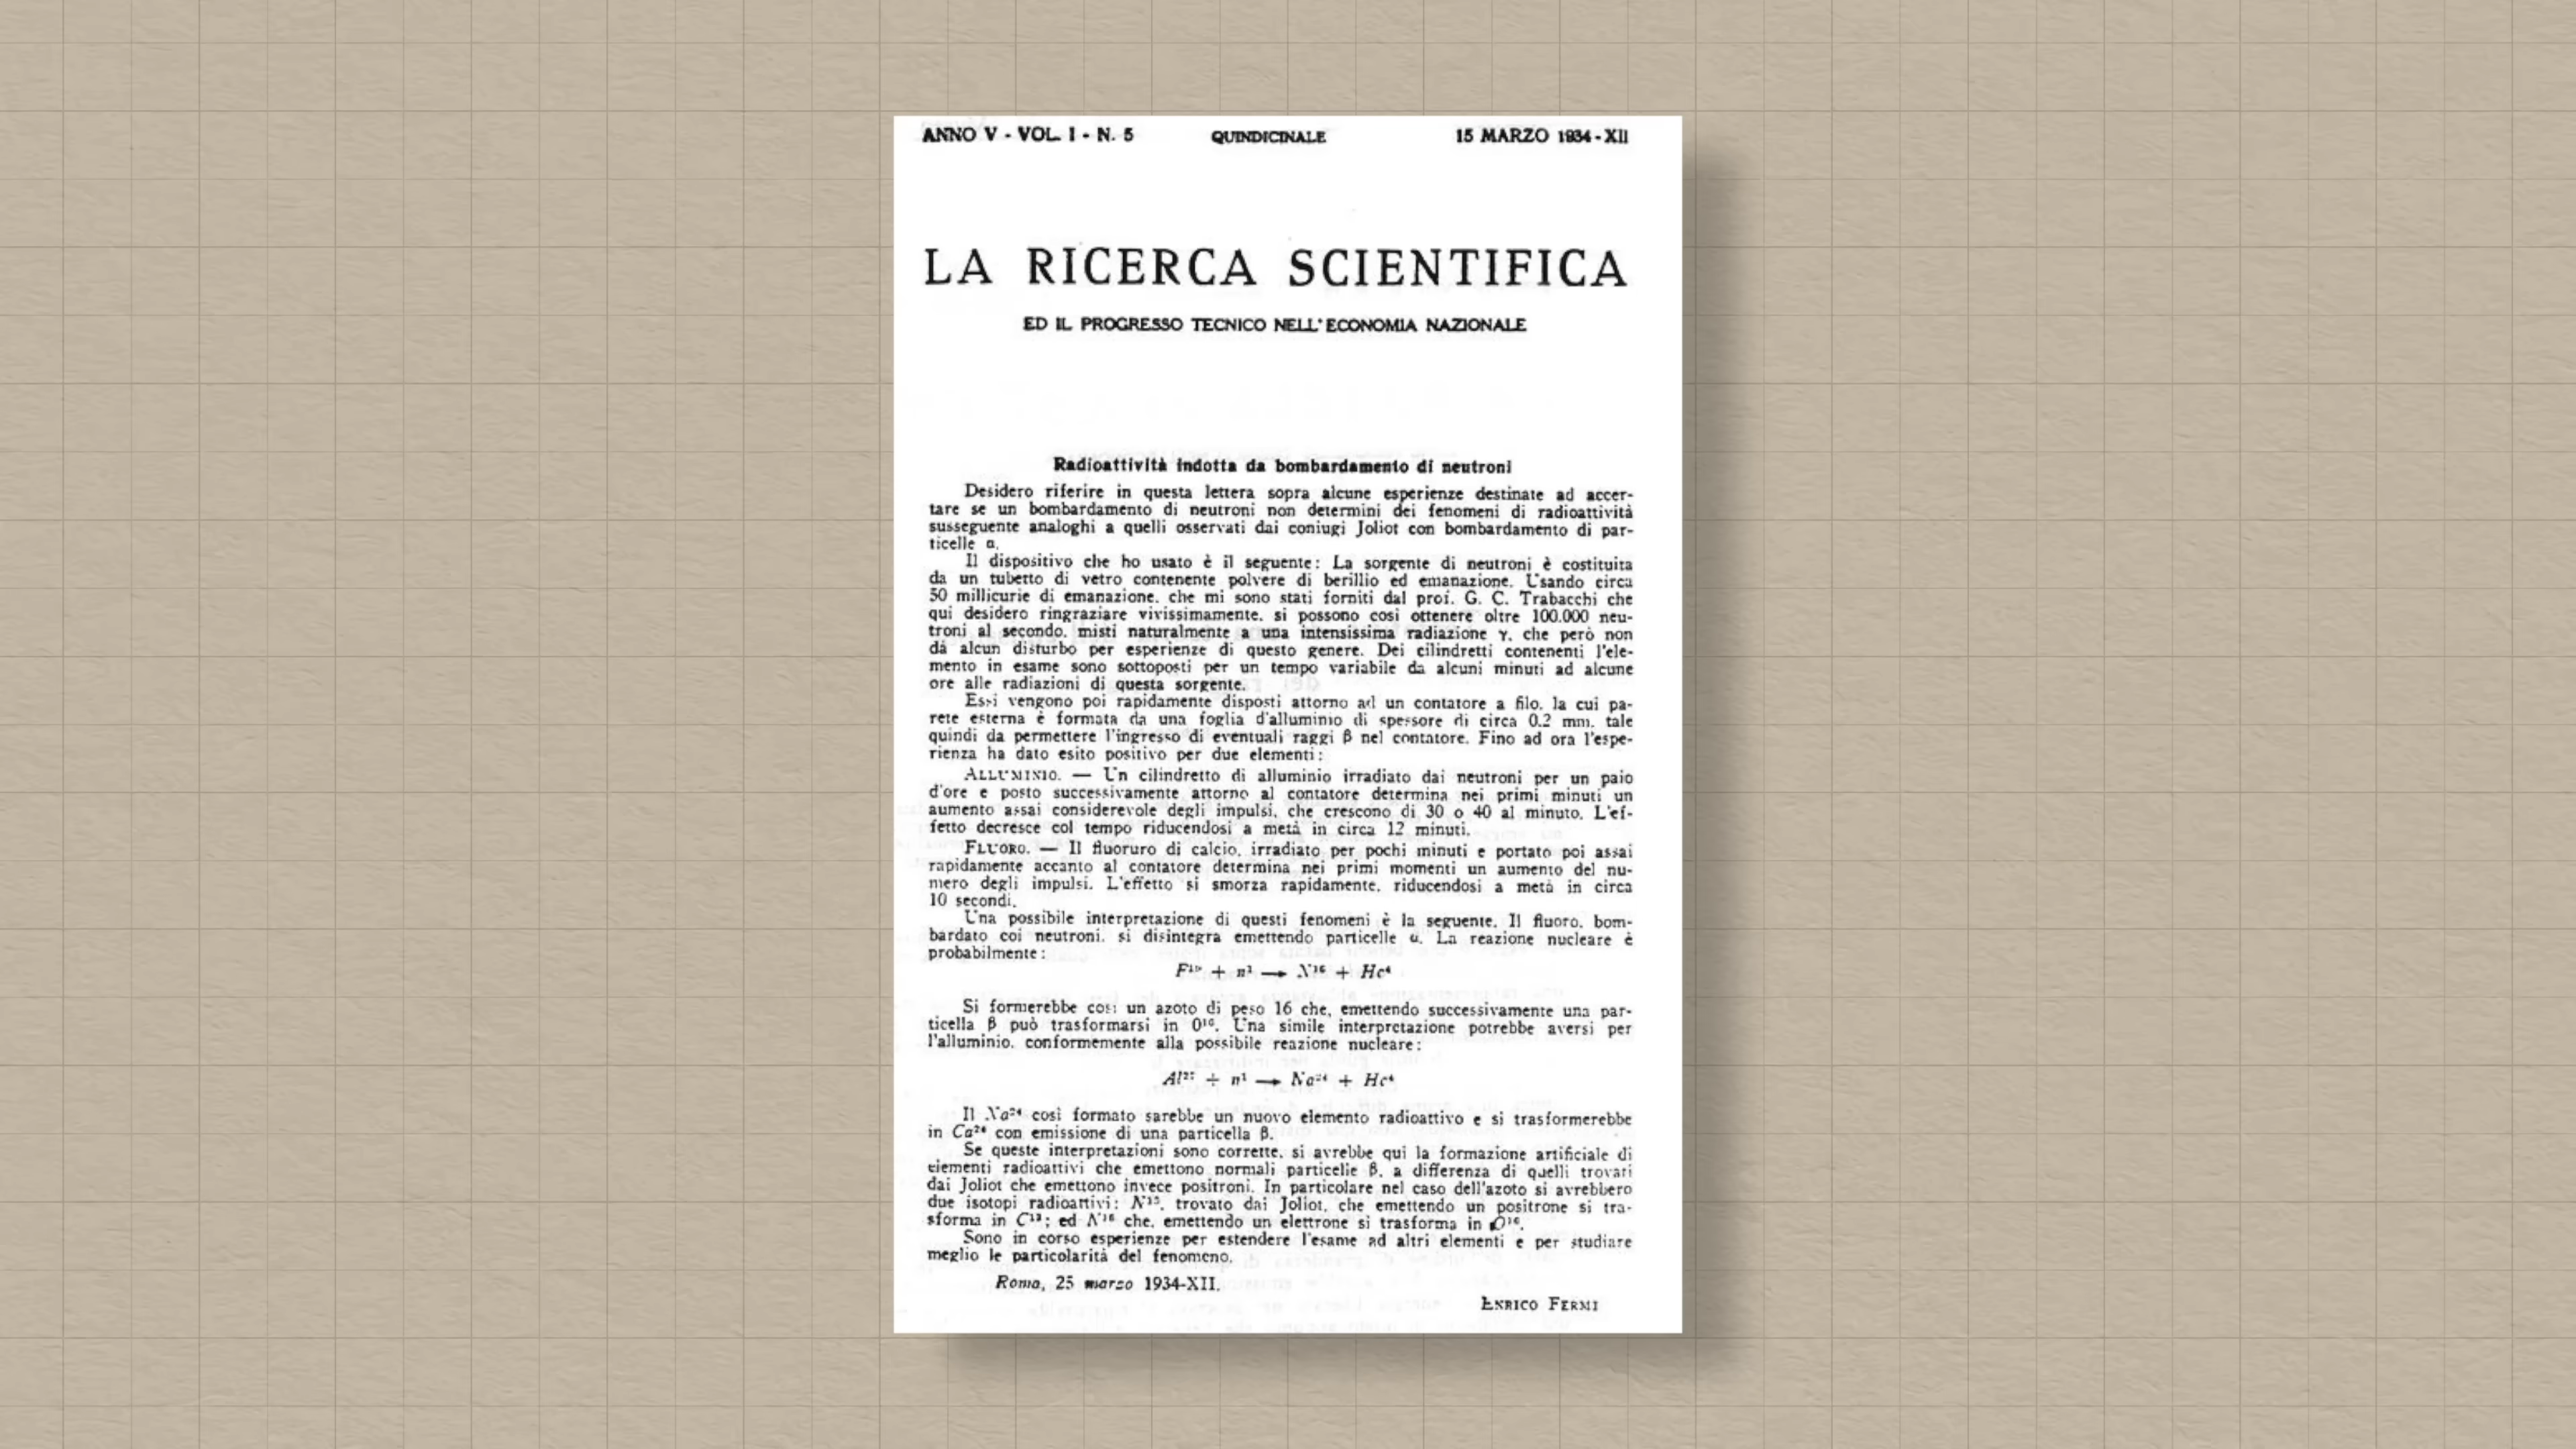 ANNO V - VOL. I - N. 5 QUINDICINALE 15 MARZO 1934-XII
LA RICERCA SCIENTIFICA
ED IL PROGRESSO TECNICO NELL'ECONOMIA NAZIONALE
Radioattività indotta da bombardamento di neutroni
Desidero riferire in questa lettera sopra alcune esperienze destinate ad accer-
tare se un bombardamento di neutroni non determini dei fenomeni di radioattività
susseguente analoghi a quelli osservati dai coniugi Joliot con bombardamento di par-
ticelle α.
Il dispositivo che ho usato è il seguente: La sorgente di neutroni è costituita
da un tubetto di vetro contenente polvere di berillio ed emanazione. Usando circa
50 millicurie di emanazione, che mi sono stati forniti dal prof. G. C. Trabacchi che
qui desidero ringraziare vivissimamente, si possono così ottenere oltre 100.000 neu-
troni al secondo, misti naturalmente a una intensissima radiazione γ, che però non
dà alcun disturbo per esperienze di questo genere. Dei cilindretti contenenti l'ele-
mento in esame sono sottoposti per un tempo variabile da alcuni minuti ad alcune
ore alle radiazioni di questa sorgente.
Essi vengono poi rapidamente disposti attorno ad un contatore a filo, la cui pa-
rete esterna è formata da una foglia d'alluminio di spessore di circa 0.2 mm. tale
quindi da permettere l'ingresso di eventuali raggi β nel contatore. Fino ad ora l'espe-
rienza ha dato esito positivo per due elementi:
ALLUMINIO. — Un cilindretto di alluminio irradiato dai neutroni per un paio
d'ore e posto successivamente attorno al contatore determina nei primi minuti un
aumento assai considerevole degli impulsi, che crescono di 30 o 40 al minuto. L'ef-
fetto decresce col tempo riducendosi a metà in circa 12 minuti.
FLUORO. — Il fluoruro di calcio, irradiato per pochi minuti e portato poi assai
rapidamente accanto al contatore determina nei primi momenti un aumento del nu-
mero degli impulsi. L'effetto si smorza rapidamente, riducendosi a metà in circa
10 secondi.
Una possibile interpretazione di questi fenomeni è la seguente. Il fluoro, bom-
bardato coi neutroni, si disintegra emettendo particelle α. La reazione nucleare è
probabilmente:
F¹⁹ + n¹ → N¹⁶ + He⁴
Si formerebbe così un azoto di peso 16 che, emettendo successivamente una par-
ticella β può trasformarsi in O¹⁶. Una simile interpretazione potrebbe aversi per
l'alluminio, conformemente alla possibile reazione nucleare:
Al²⁷ + n¹ → Na²⁴ + He⁴
Il Na²⁴ così formato sarebbe un nuovo elemento radioattivo e si trasformerebbe
in Ca²⁴ con emissione di una particella β.
Se queste interpretazioni sono corrette, si avrebbe qui la formazione artificiale di
elementi radioattivi che emettono normali particelle β, a differenza di quelli trovati
dai Joliot che emettono invece positroni. In particolare nel caso dell'azoto si avrebbero
due isotopi radioattivi: N¹³, trovato dai Joliot, che emettendo un positrone si tra-
sforma in C¹³; ed N¹⁶ che, emettendo un elettrone si trasforma in O¹⁶.
Sono in corso esperienze per estendere l'esame ad altri elementi e per studiare
meglio le particolarità del fenomeno.
Roma, 25 marzo 1934-XII.
ENRICO FERMI